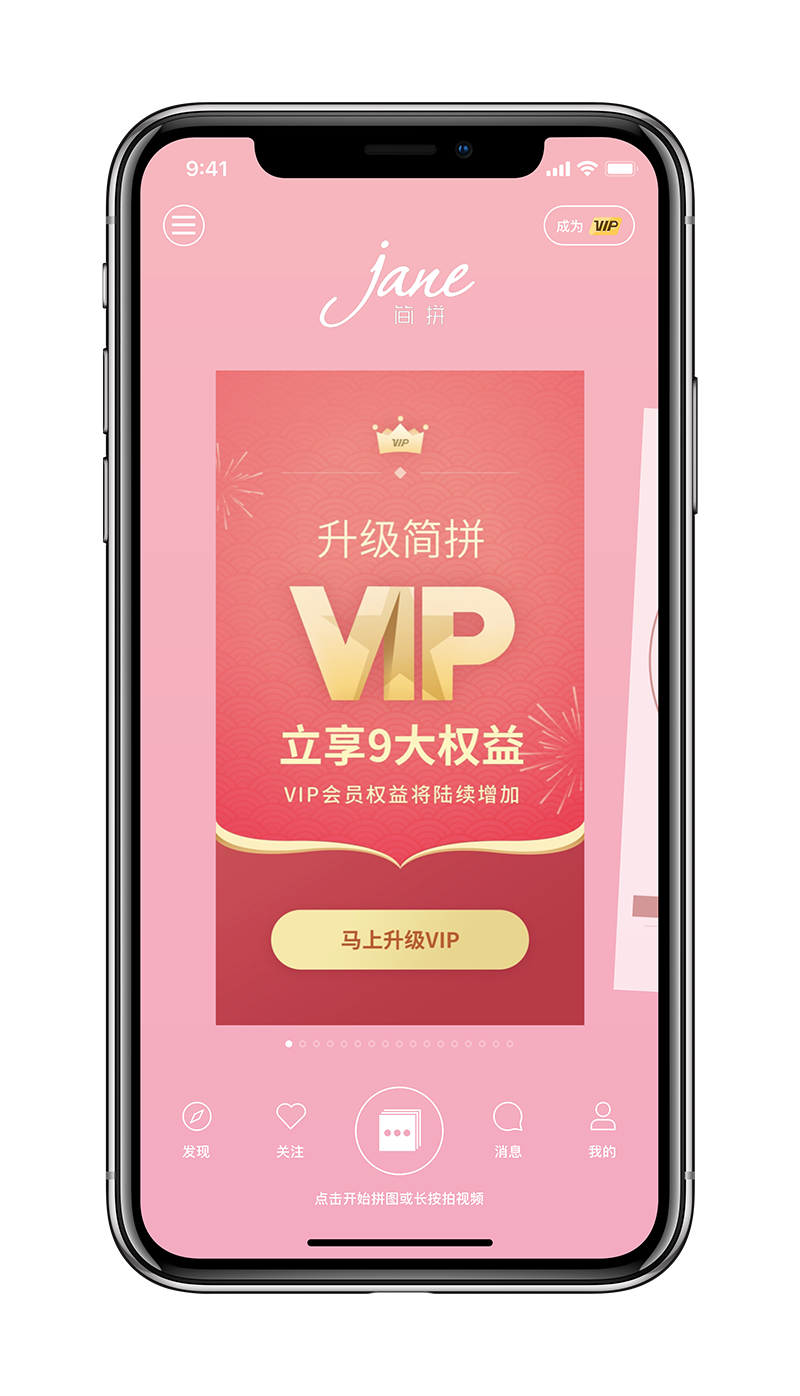 9:41
成为 VIP
jane
简拼
VIP
升级简拼
VIP
立享9大权益
VIP会员权益将陆续增加
马上升级VIP
发现
关注
消息
我的
点击开始拼图或长按拍视频